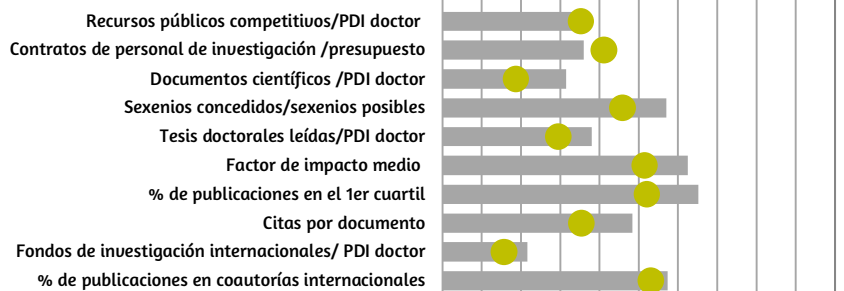 Recursos públicos competitivos/PDI doctor
Contratos de personal de investigación /presupuesto
Documentos científicos /PDI doctor
Sexenios concedidos/sexenios posibles
Tesis doctorales leídas/PDI doctor
Factor de impacto medio
% de publicaciones en el 1er cuartil
Citas por documento
Fondos de investigación internacionales/ PDI doctor
% de publicaciones en coautorías internacionales